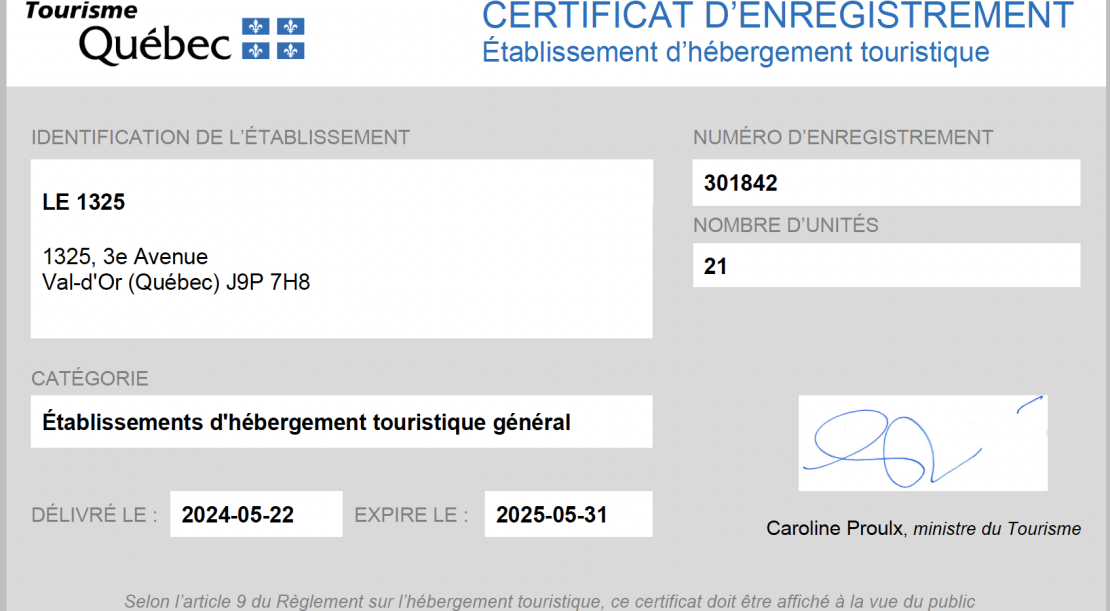 Tourisme
Québec
CERTIFICAT D’ENREGISTREMENT
Établissement d’hébergement touristique
IDENTIFICATION DE L’ÉTABLISSEMENT
LE 1325
1325, 3e Avenue
Val-d'Or (Québec) J9P 7H8
NUMÉRO D’ENREGISTREMENT
301842
NOMBRE D’UNITÉS
21
CATÉGORIE
Établissements d'hébergement touristique général
DÉLIVRÉ LE : 2024-05-22 EXPIRE LE : 2025-05-31
Caroline Proulx, ministre du Tourisme
Selon l’article 9 du Règlement sur l’hébergement touristique, ce certificat doit être affiché à la vue du public